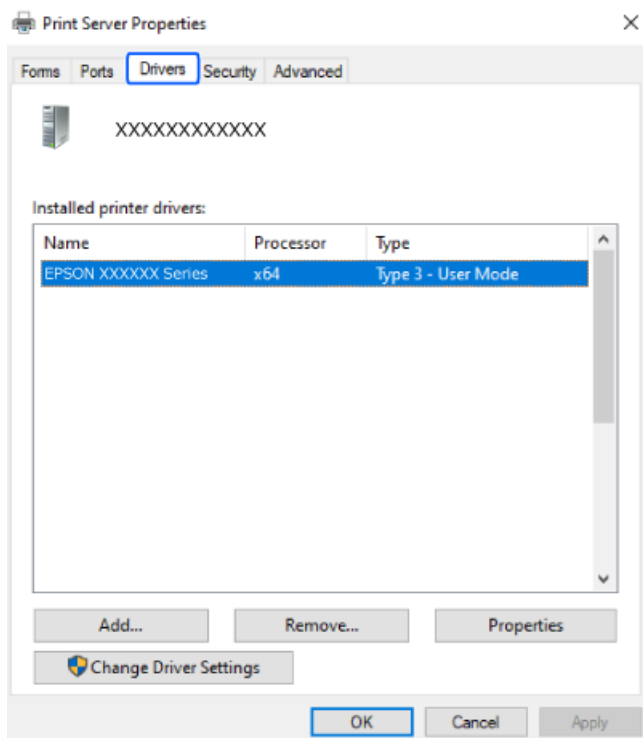 Print Server Properties
Forms Ports Drivers Security Advanced
XXXXXXXXXXXX
Installed printer drivers:
Name Processor Type
EPSON XXXXXX Series x64 Type 3 - User Mode
Add... Remove... Properties
Change Driver Settings
OK Cancel Apply